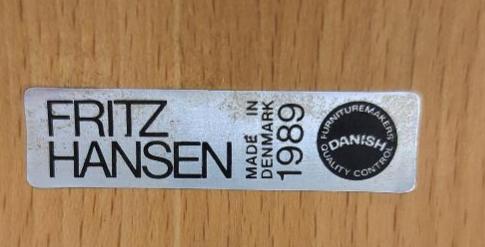 FRITZ
HANSEN
MADE IN
DENMARK
1989
FURNITUREMAKERS
DANISH
QUALITY CONTROL